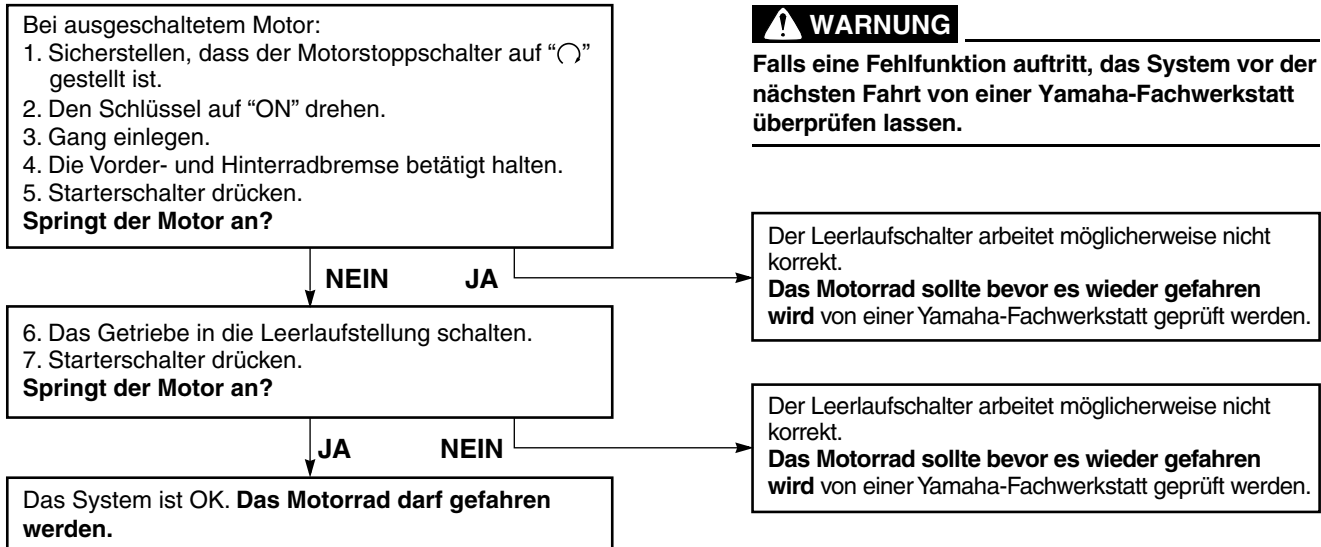 Bei ausgeschaltetem Motor:
1. Sicherstellen, dass der Motorstoppschalter auf “○”
gestellt ist.
2. Den Schlüssel auf “ON” drehen.
3. Gang einlegen.
4. Die Vorder- und Hinterradbremse betätigt halten.
5. Starterschalter drücken.
Springt der Motor an?
WARNUNG
Falls eine Fehlfunktion auftritt, das System vor der
nächsten Fahrt von einer Yamaha-Fachwerkstatt
überprüfen lassen.
NEIN JA
Der Leerlaufschalter arbeitet möglicherweise nicht
korrekt.
Das Motorrad sollte bevor es wieder gefahren
wird von einer Yamaha-Fachwerkstatt geprüft werden.
6. Das Getriebe in die Leerlaufstellung schalten.
7. Starterschalter drücken.
Springt der Motor an?
JA NEIN
Der Leerlaufschalter arbeitet möglicherweise nicht
korrekt.
Das Motorrad sollte bevor es wieder gefahren
wird von einer Yamaha-Fachwerkstatt geprüft werden.
Das System ist OK. Das Motorrad darf gefahren
werden.